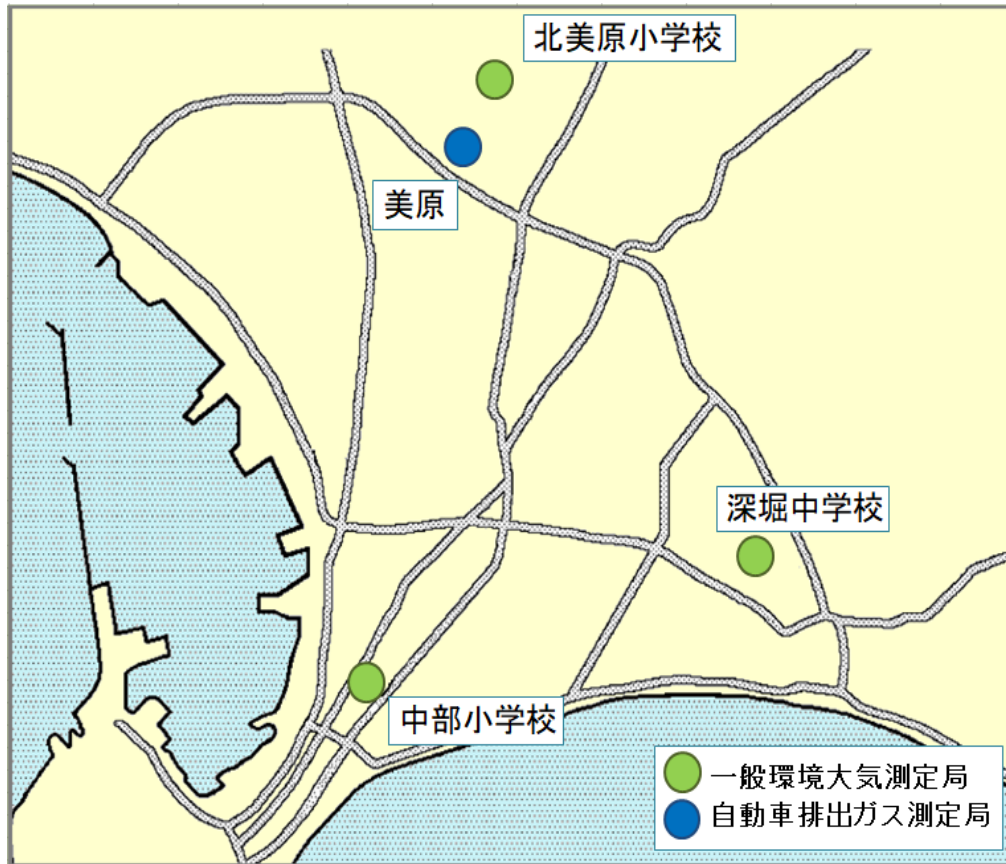 北美原小学校
美原
深堀中学校
中部小学校
一般環境大気測定局
自動車排出ガス測定局